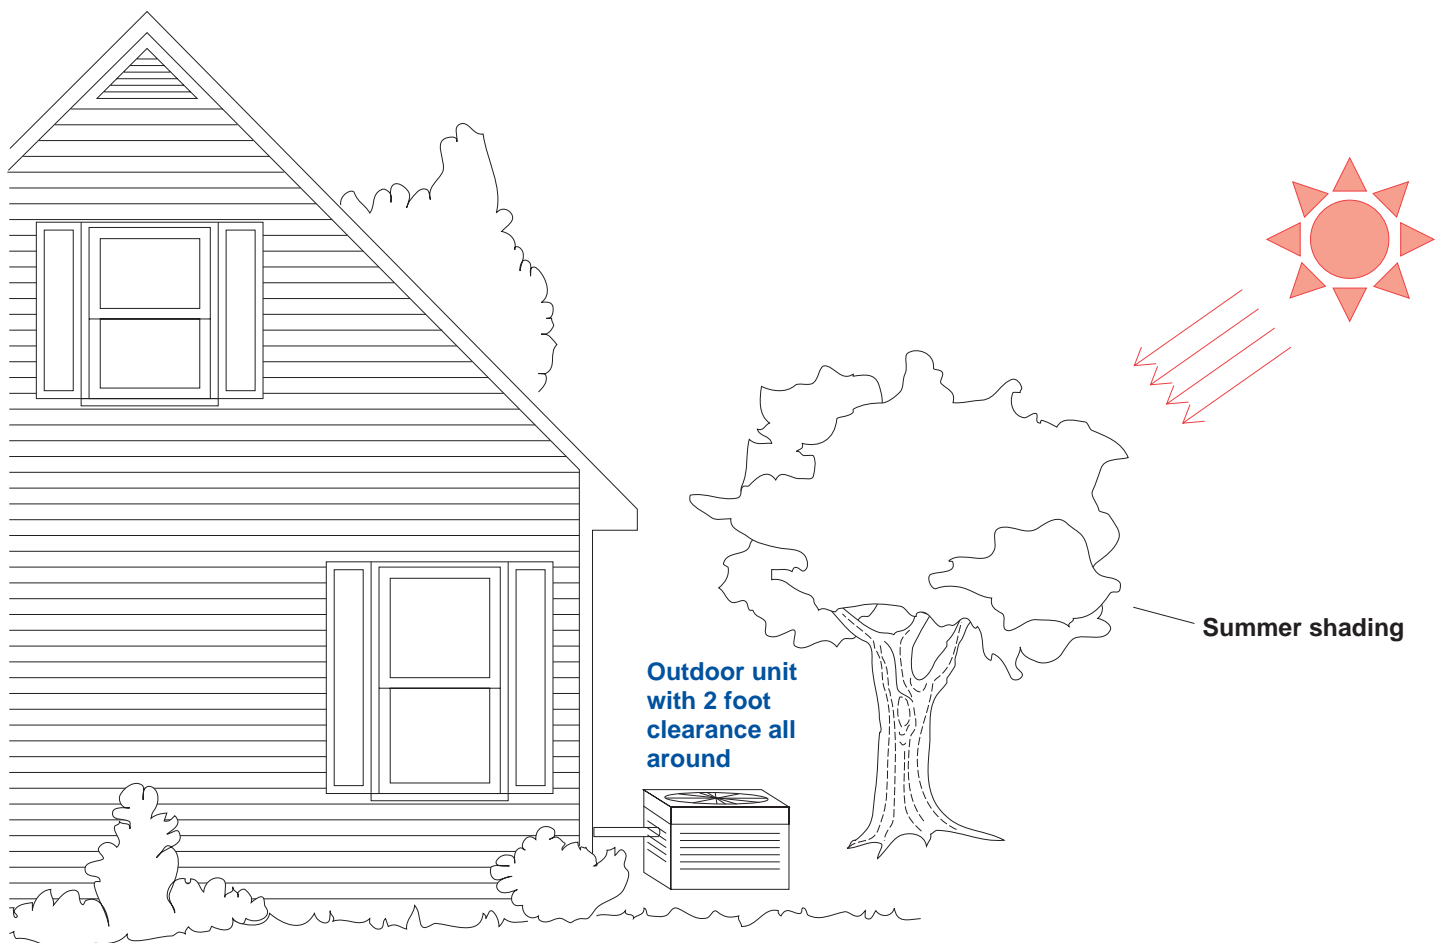 Summer shading
Outdoor unit
with 2 foot
clearance all
around